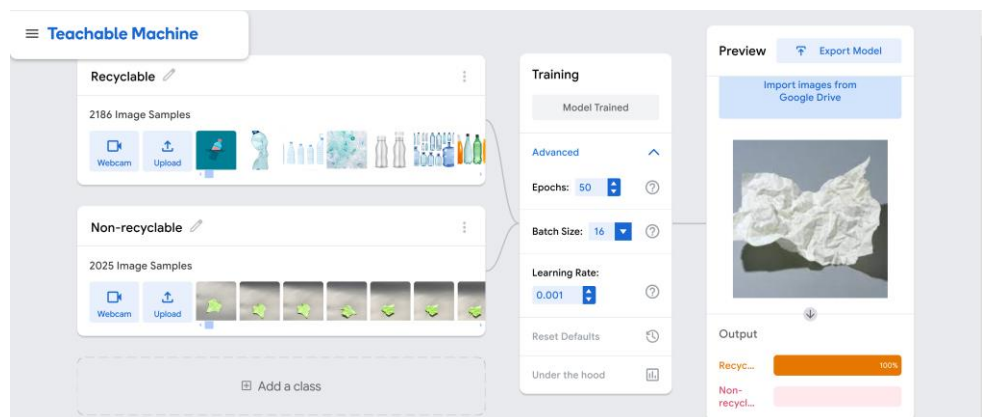 Teachable Machine
Recyclable
2186 Image Samples
Webcam
Upload
Non-recyclable
2025 Image Samples
Webcam
Upload
Add a class
Training
Model Trained
Advanced
Epochs: 50
Batch Size: 16
Learning Rate:
0.001
Reset Defaults
Under the hood
Preview
Export Model
Import images from
Google Drive
Output
Recyc...
100%
Non-
recycl...